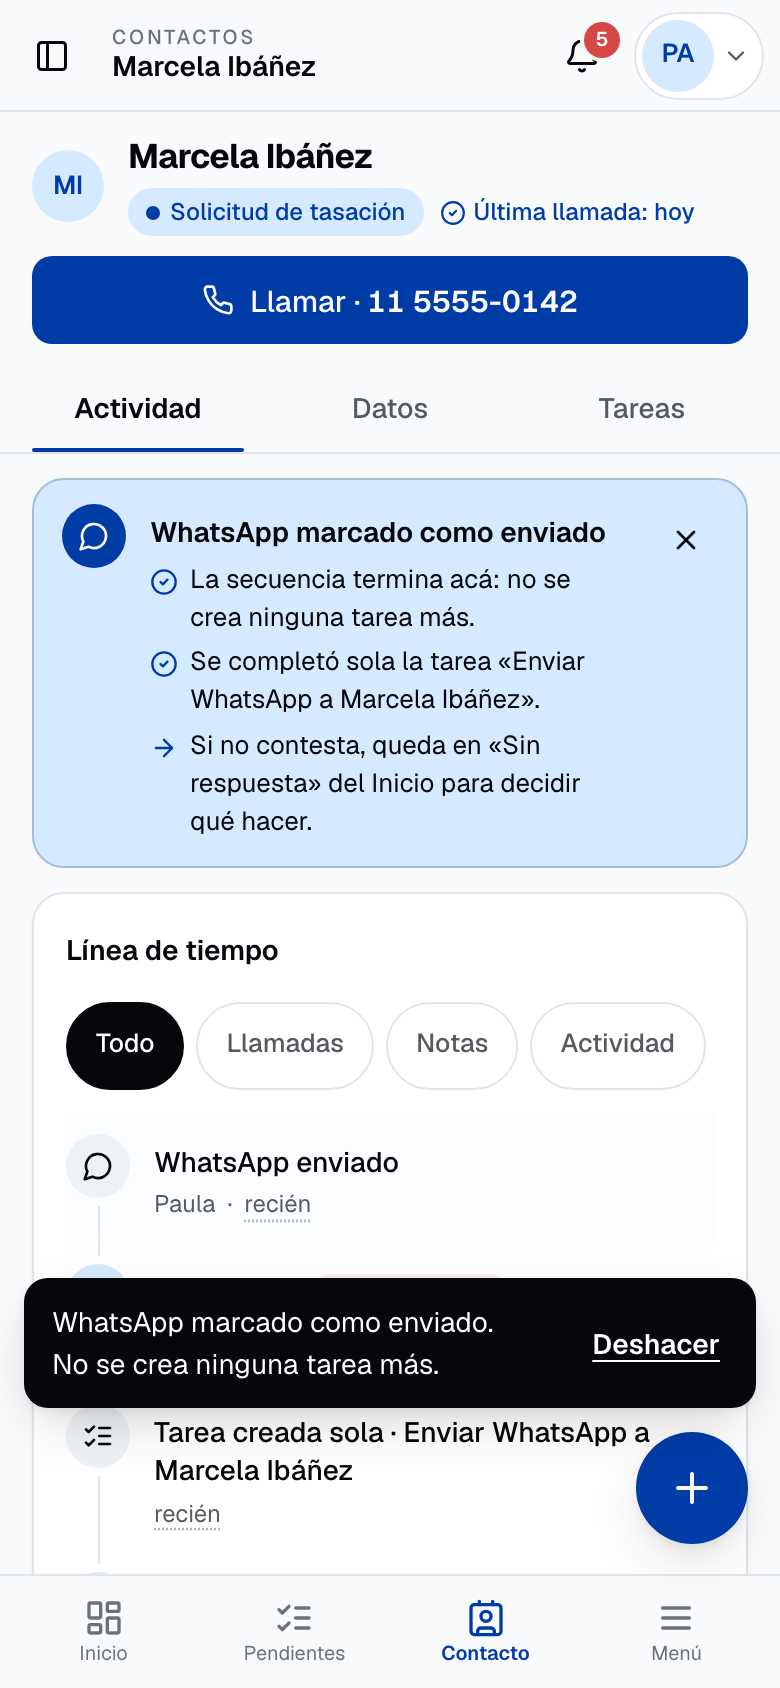 CONTACTOS
Marcela Ibáñez
5
PA
MI
Marcela Ibáñez
Solicitud de tasación
Última llamada: hoy
Llamar · 11 5555-0142
Actividad
Datos
Tareas
WhatsApp marcado como enviado
La secuencia termina acá: no se
crea ninguna tarea más.
Se completó sola la tarea «Enviar
WhatsApp a Marcela Ibáñez».
Si no contesta, queda en «Sin
respuesta» del Inicio para decidir
qué hacer.
Línea de tiempo
Todo
Llamadas
Notas
Actividad
WhatsApp enviado
Paula · recién
WhatsApp marcado como enviado.
No se crea ninguna tarea más.
Deshacer
Tarea creada sola · Enviar WhatsApp a
Marcela Ibáñez
recién
Inicio
Pendientes
Contacto
Menú